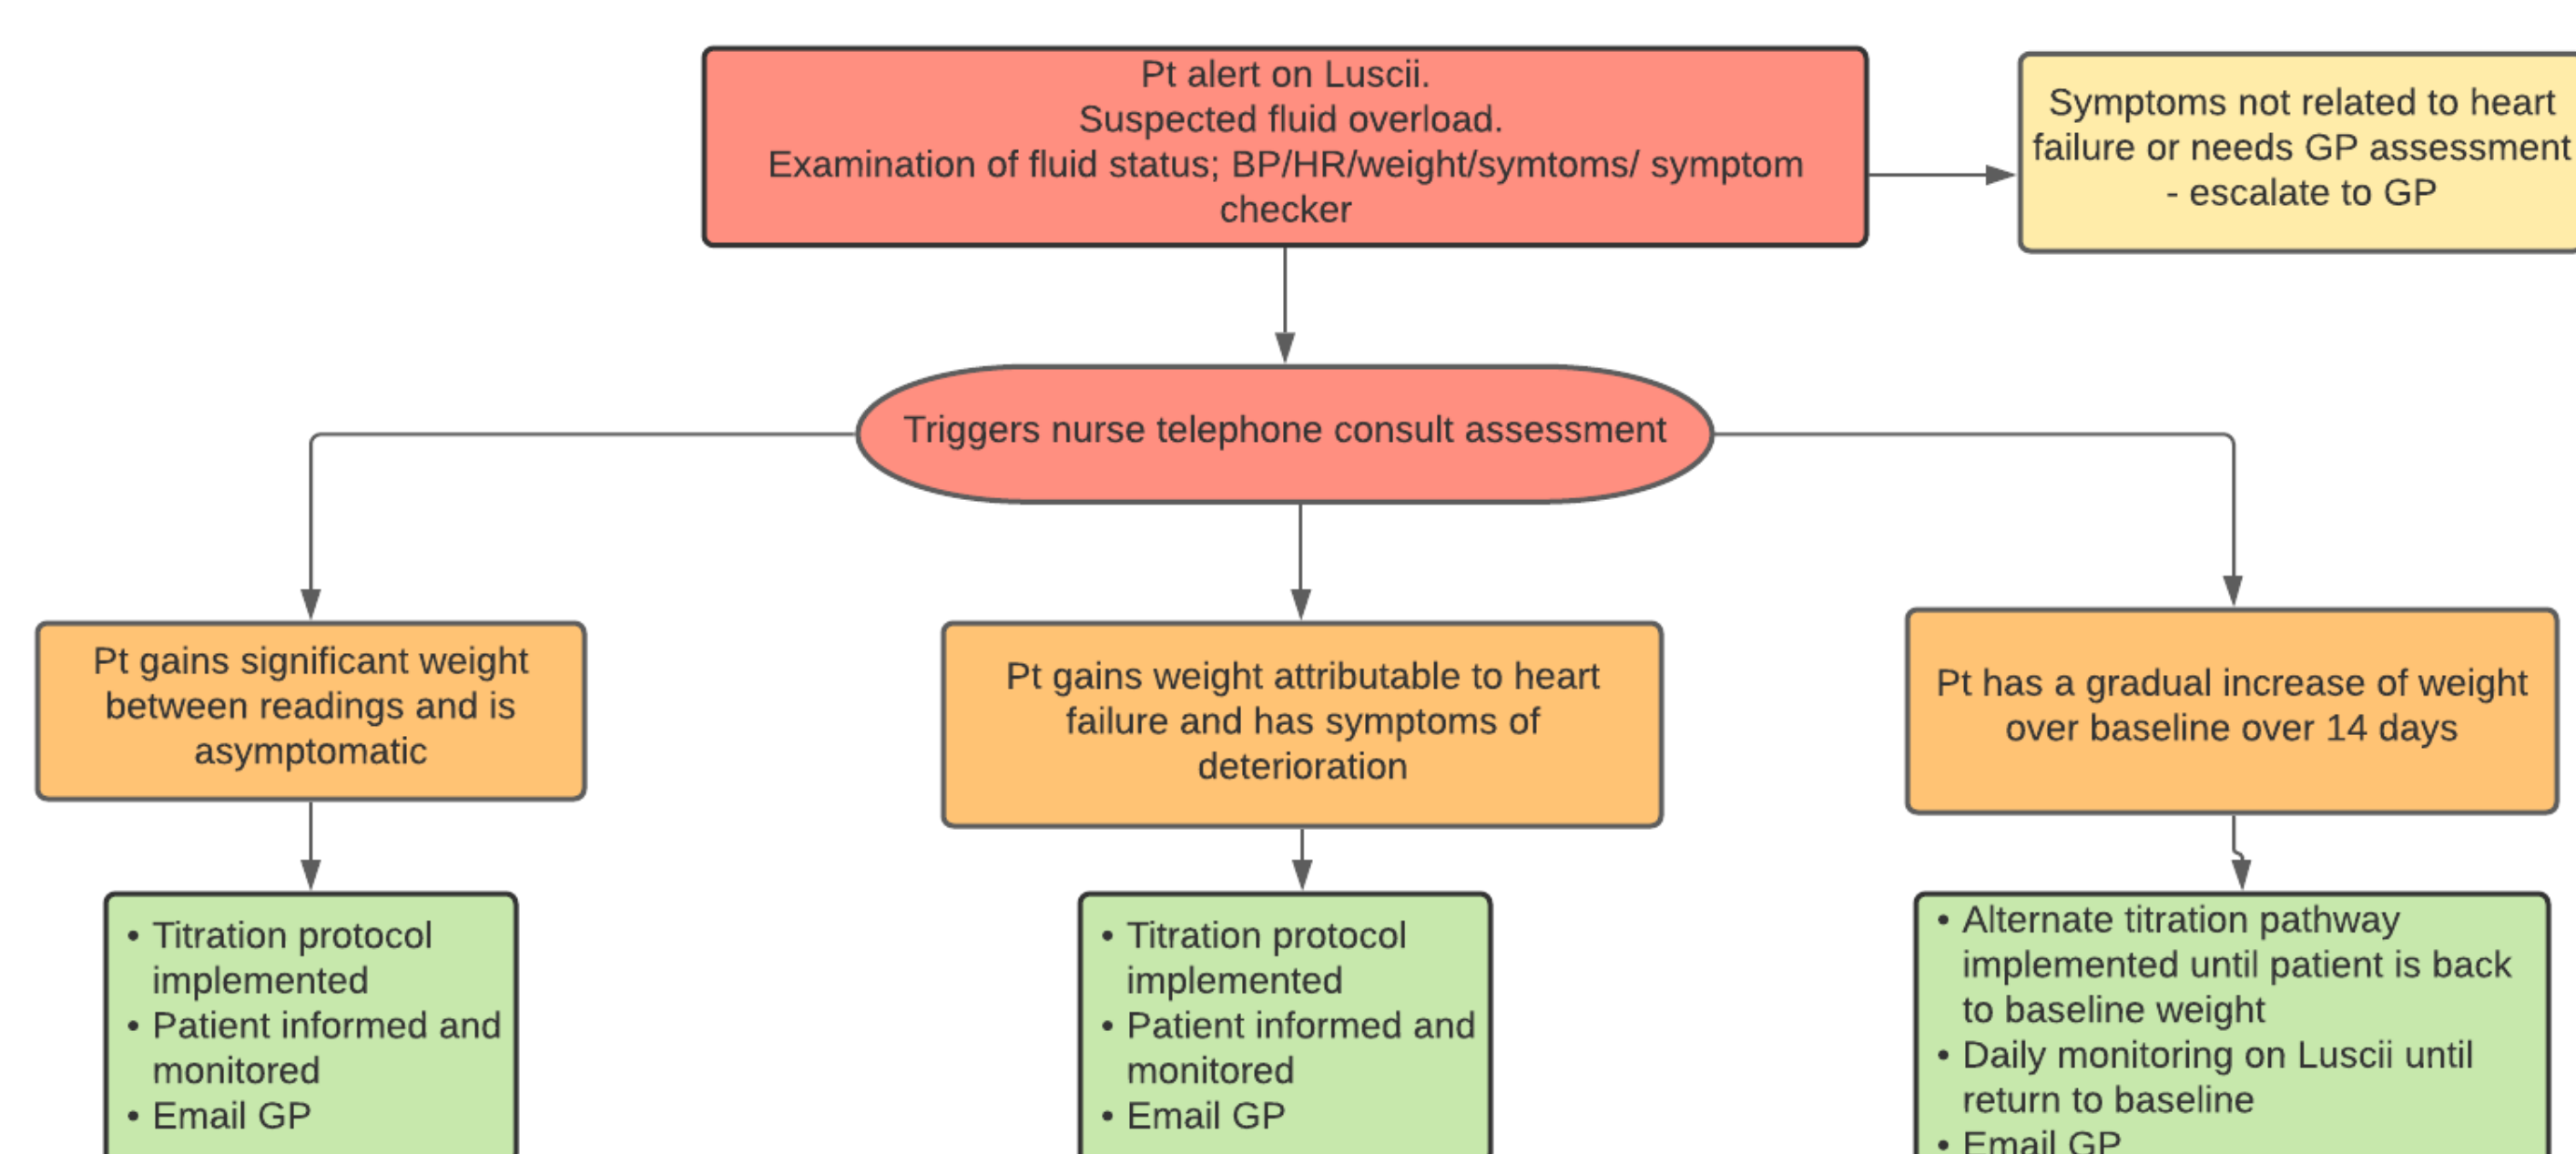 Pt alert on Luscii.
Suspected fluid overload.
Examination of fluid status; BP/HR/weight/symtoms/ symptom
checker
Symptoms not related to heart
failure or needs GP assessment
- escalate to GP
Triggers nurse telephone consult assessment
Pt gains significant weight
between readings and is
asymptomatic
Pt gains weight attributable to heart
failure and has symptoms of
deterioration
Pt has a gradual increase of weight
over baseline over 14 days
• Titration protocol
implemented
• Patient informed and
monitored
• Email GP
• Titration protocol
implemented
• Patient informed and
monitored
• Email GP
• Alternate titration pathway
implemented until patient is back
to baseline weight
• Daily monitoring on Luscii until
return to baseline
• Email GP